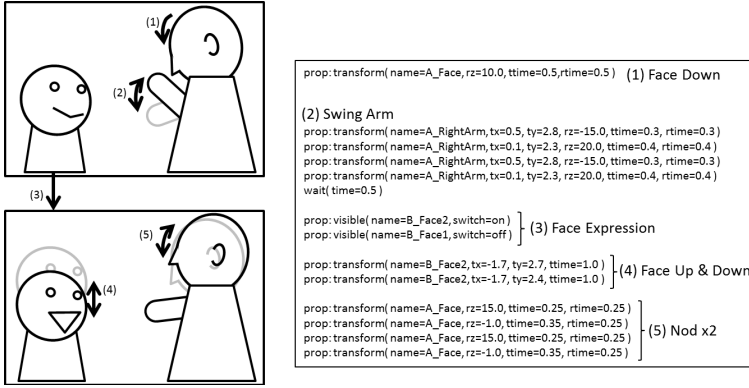 (1)
(2)
(3)
(5)
(4)
prop:transform( name=A_Face,rz=10.0, ttime=0.5,rtime=0.5 ) (1) Face Down
(2) Swing Arm
prop:transform( name=A_RightArm,tx=0.5, ty=2.8, rz=-15.0, ttime=0.3, rtime=0.3 )
prop:transform( name=A_RightArm,tx=0.1, ty=2.3, rz=20.0, ttime=0.4, rtime=0.4 )
prop:transform( name=A_RightArm,tx=0.5, ty=2.8, rz=-15.0, ttime=0.3, rtime=0.3 )
prop:transform( name=A_RightArm,tx=0.1, ty=2.3, rz=20.0, ttime=0.4, rtime=0.4 )
wait( time=0.5 )
prop:visible( name=B_Face2,switch=on )
prop:visible( name=B_Face1,switch=off )
(3) Face Expression
prop:transform( name=B_Face2,tx=-1.7, ty=2.7, ttime=1.0 )
prop:transform( name=B_Face2,tx=-1.7, ty=2.4, ttime=1.0 )
(4) Face Up & Down
prop:transform( name=A_Face,rz=15.0, ttime=0.25, rtime=0.25 )
prop:transform( name=A_Face,rz=-1.0, ttime=0.35, rtime=0.25 )
prop:transform( name=A_Face,rz=15.0, ttime=0.25, rtime=0.25 )
prop:transform( name=A_Face,rz=-1.0, ttime=0.35, rtime=0.25 )
(5) Nod x2